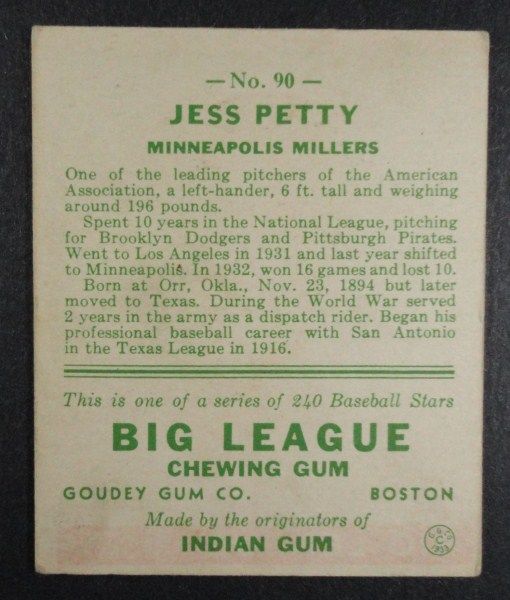 — No. 90 —
JESS PETTY
MINNEAPOLIS MILLERS
One of the leading pitchers of the American
Association, a left-hander, 6 ft. tall and weighing
around 196 pounds.
Spent 10 years in the National League, pitching
for Brooklyn Dodgers and Pittsburgh Pirates.
Went to Los Angeles in 1931 and last year shifted
to Minneapolis. In 1932, won 16 games and lost 10.
Born at Orr, Okla., Nov. 23, 1894 but later
moved to Texas. During the World War served
2 years in the army as a dispatch rider. Began his
professional baseball career with San Antonio
in the Texas League in 1916.
This is one of a series of 240 Baseball Stars
BIG LEAGUE
CHEWING GUM
GOUDEY GUM CO. BOSTON
Made by the originators of
INDIAN GUM
C
1933